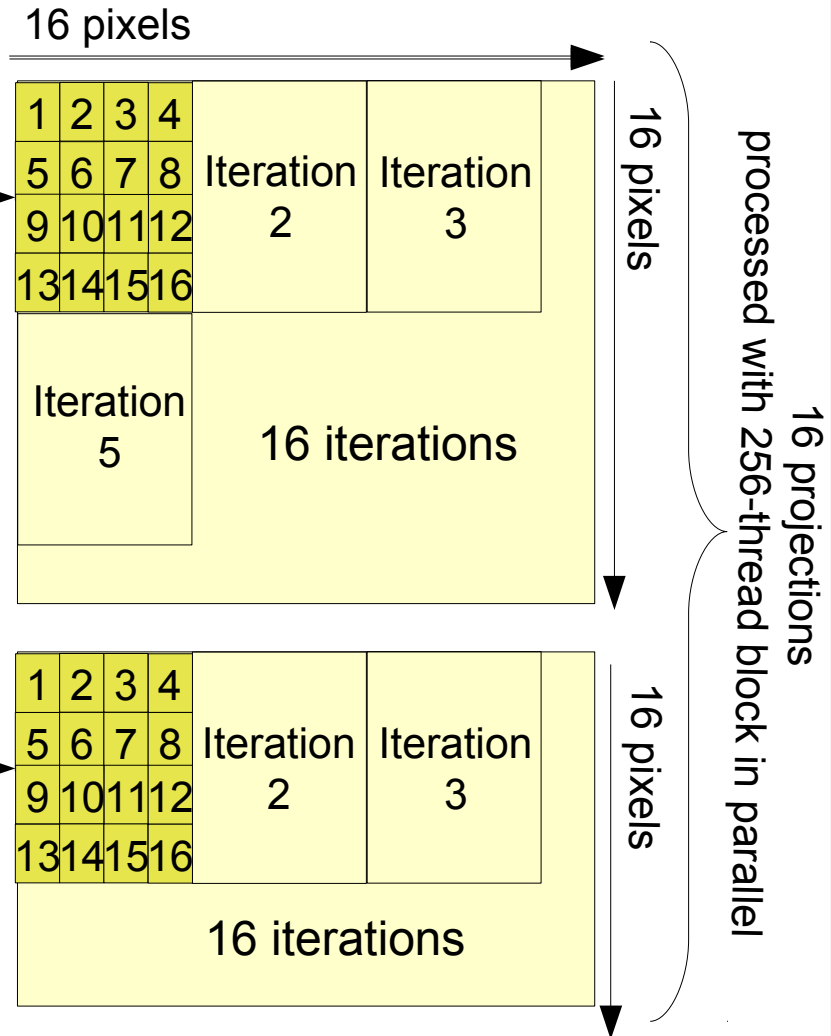 16 pixels
1 2 3 4
5 6 7 8
9 10 11 12
13 14 15 16
Iteration
2
Iteration
3
Iteration
5
16 iterations
16 pixels
1 2 3 4
5 6 7 8
9 10 11 12
13 14 15 16
Iteration
2
Iteration
3
16 iterations
16 pixels
16 projections
processed with 256-thread block in parallel